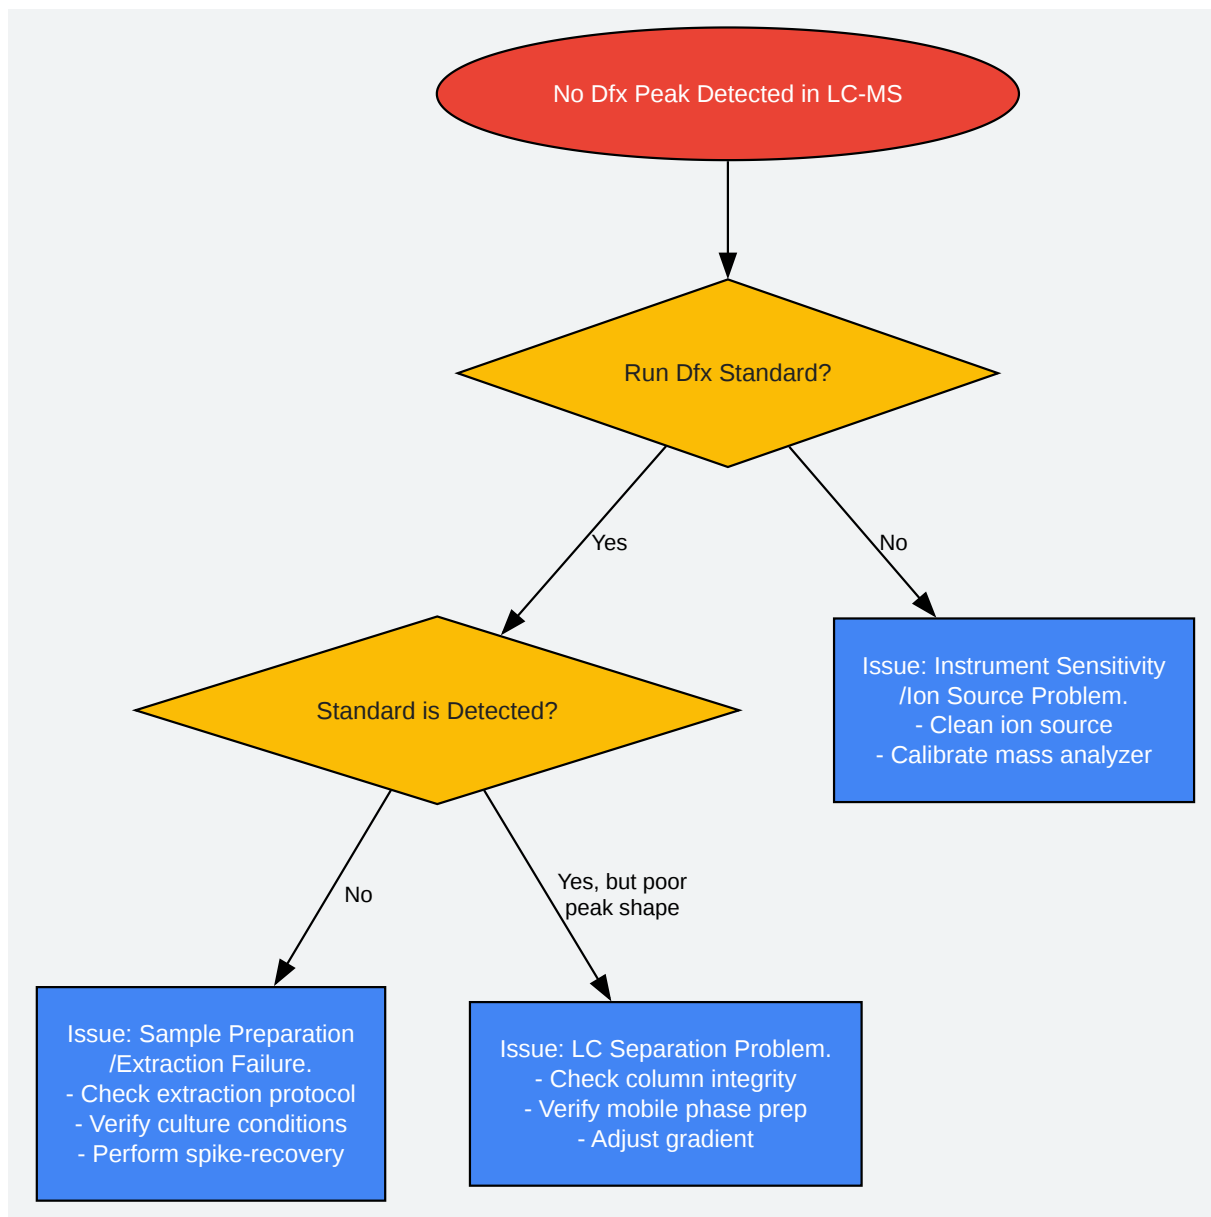 No Dfx Peak Detected in LC-MS
Run Dfx Standard?
Yes
No
Standard is Detected?
Issue: Instrument Sensitivity
/Ion Source Problem.
- Clean ion source
- Calibrate mass analyzer
No
Yes, but poor
peak shape
Issue: Sample Preparation
/Extraction Failure.
- Check extraction protocol
- Verify culture conditions
- Perform spike-recovery
Issue: LC Separation Problem.
- Check column integrity
- Verify mobile phase prep
- Adjust gradient